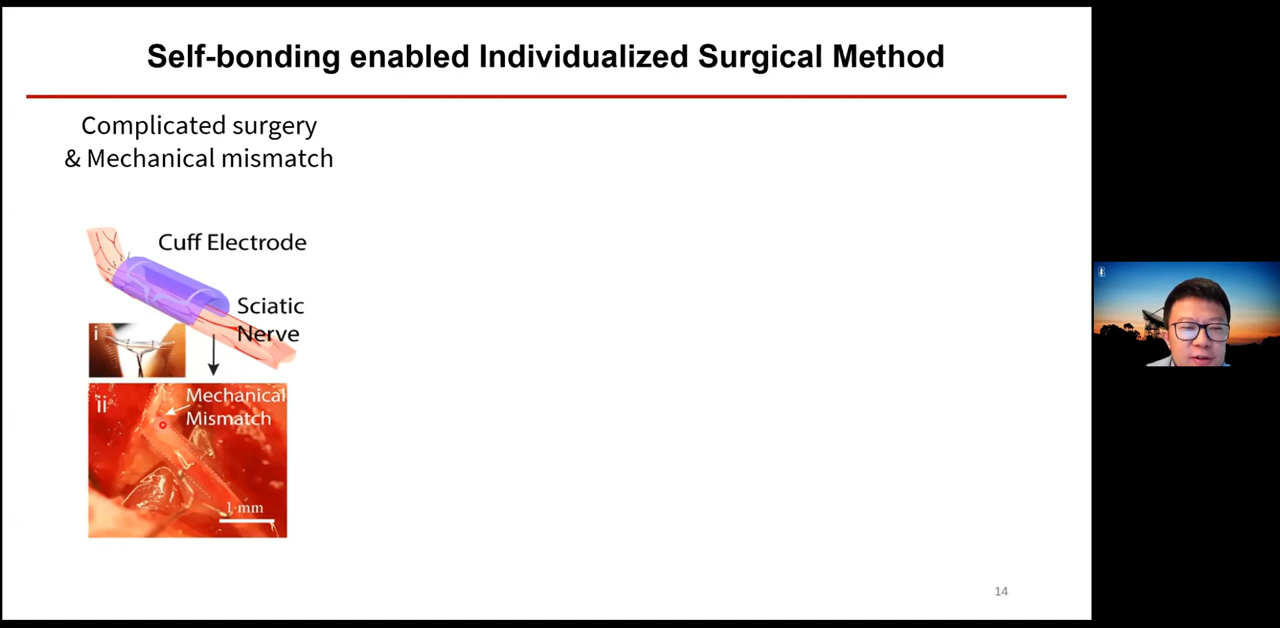 Self-bonding enabled Individualized Surgical Method
Complicated surgery
& Mechanical mismatch
Cuff Electrode
Sciatic
Nerve
i
ii
Mechanical
Mismatch
1 mm
14